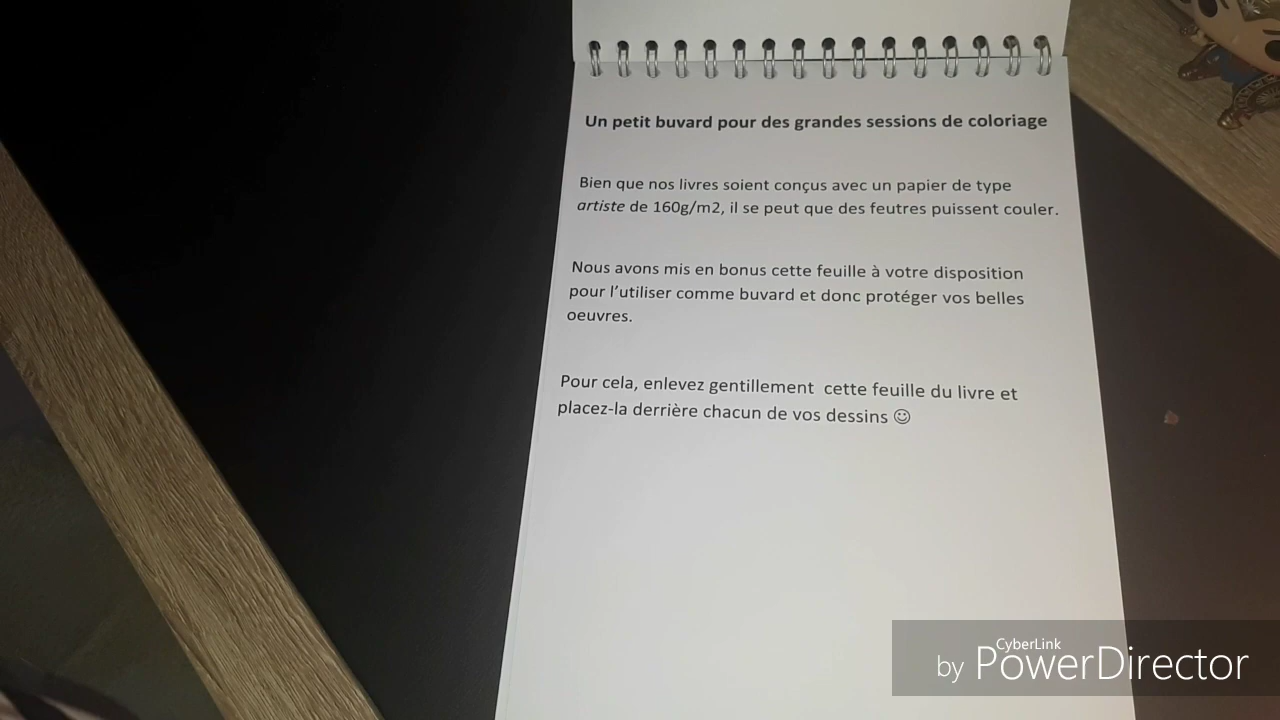 Un petit buvard pour des grandes sessions de coloriage
Bien que nos livres soient conçus avec un papier de type
artiste de 160g/m2, il se peut que des feutres puissent couler.
Nous avons mis en bonus cette feuille à votre disposition
pour l'utiliser comme buvard et donc protéger vos belles
oeuvres.
Pour cela, enlevez gentillement cette feuille du livre et
placez-la derrière chacun de vos dessins ☺
CyberLink
by PowerDirector